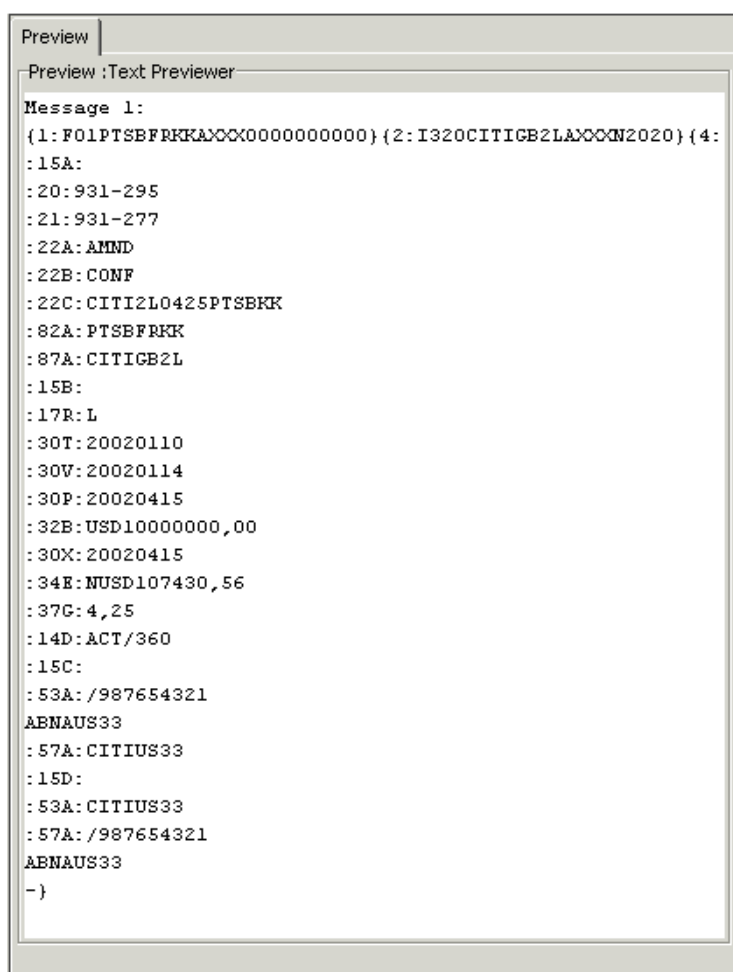 Preview
Preview :Text Previewer
Message 1:
{1:F01PTSBFRKKAXXX0000000000}{2:I320CITIGB2LAXXXN2020}{4:
:15A:
:20:931-295
:21:931-277
:22A:AMND
:22B:CONF
:22C:CITI2L0425PTSBKK
:82A:PTSBFRKK
:87A:CITIGB2L
:15B:
:17R:L
:30T:20020110
:30V:20020114
:30P:20020415
:32B:USD10000000,00
:30X:20020415
:34E:NUSD107430,56
:37G:4,25
:14D:ACT/360
:15C:
:53A:/987654321
ABNAUS33
:57A:CITIUS33
:15D:
:53A:CITIUS33
:57A:/987654321
ABNAUS33
-}